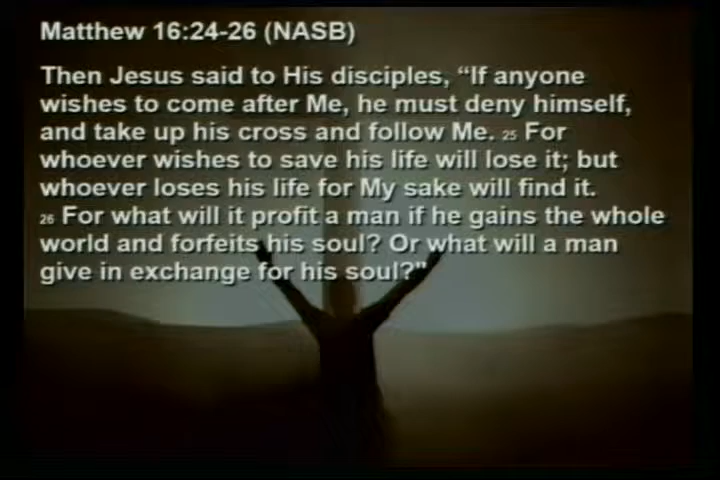 Matthew 16:24-26 (NASB)
Then Jesus said to His disciples, “If anyone
wishes to come after Me, he must deny himself,
and take up his cross and follow Me. 25 For
whoever wishes to save his life will lose it; but
whoever loses his life for My sake will find it.
26 For what will it profit a man if he gains the whole
world and forfeits his soul? Or what will a man
give in exchange for his soul?”